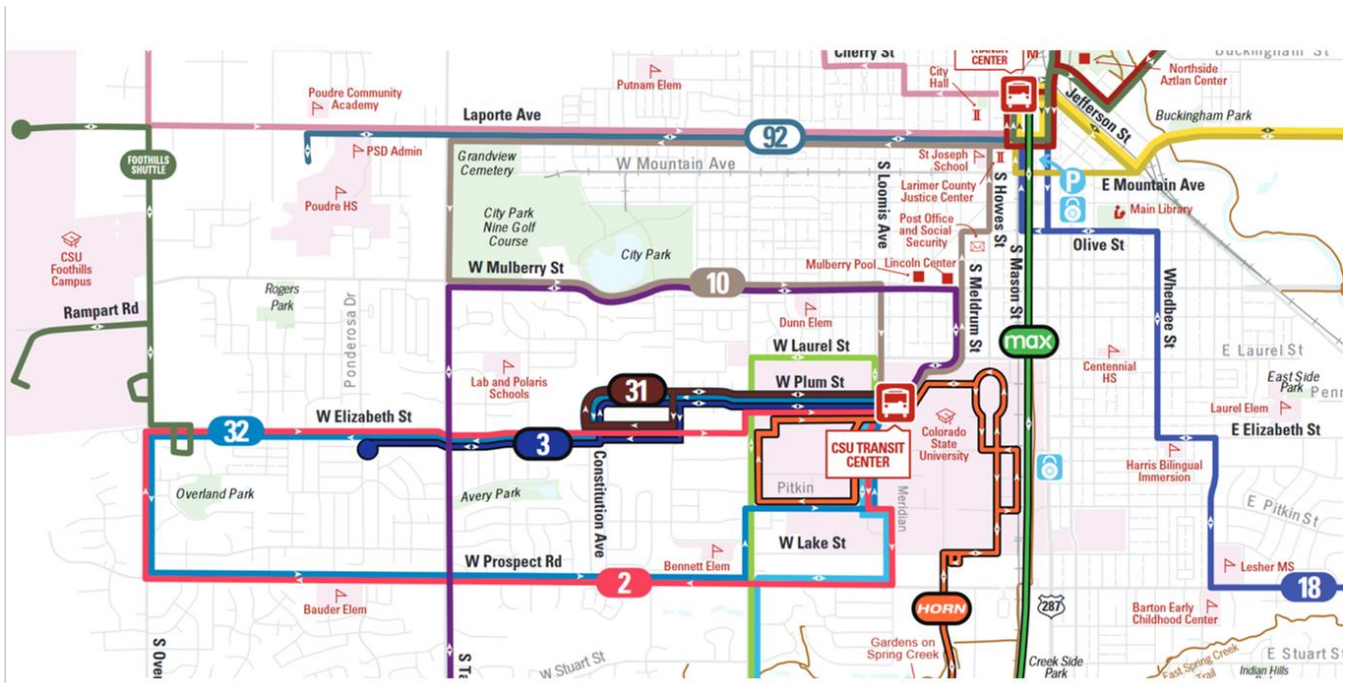 Cherry St
TRANSIT
CENTER
Buckingham St
Northside
Aztlan Center
City
Hall
Putnam Elem
Poudre Community
Academy
Laporte Ave
Jefferson St
Buckingham Park
92
PSD Admin
FOOTHILLS
SHUTTLE
Grandview
Cemetery
W Mountain Ave
St Joseph
School
Larimer County
Justice Center
P
E Mountain Ave
Poudre HS
S Loomis Ave
S Howes St
Main Library
City Park
Nine Golf
Course
Post Office
and Social
Security
Olive St
CSU
Foothills
Campus
City Park
W Mulberry St
Mulberry Pool
Lincoln Center
10
S Meldrum St
S Mason St
Whedbee St
Rogers
Park
Rampart Rd
Ponderosa Dr
Dunn Elem
max
W Laurel St
E Laurel St
Lab and Polaris
Schools
Centennial
HS
31
W Plum St
East Side
Park
Penn
Laurel Elem
W Elizabeth St
32
3
CSU TRANSIT
CENTER
Colorado
State
University
E Elizabeth St
Constitution Ave
Harris Bilingual
Immersion
Overland Park
Avery Park
Pitkin
Meridian
E Pitkin St
W Lake St
W Prospect Rd
Bennett Elem
2
Lesher MS
18
Bauder Elem
HORN
287
Barton Early
Childhood Center
S Over
S Ta
W Stuart St
Gardens on
Spring Creek
Creek Side
Park
East Spring Creek
Trail
E Stuart St
Indian Hills